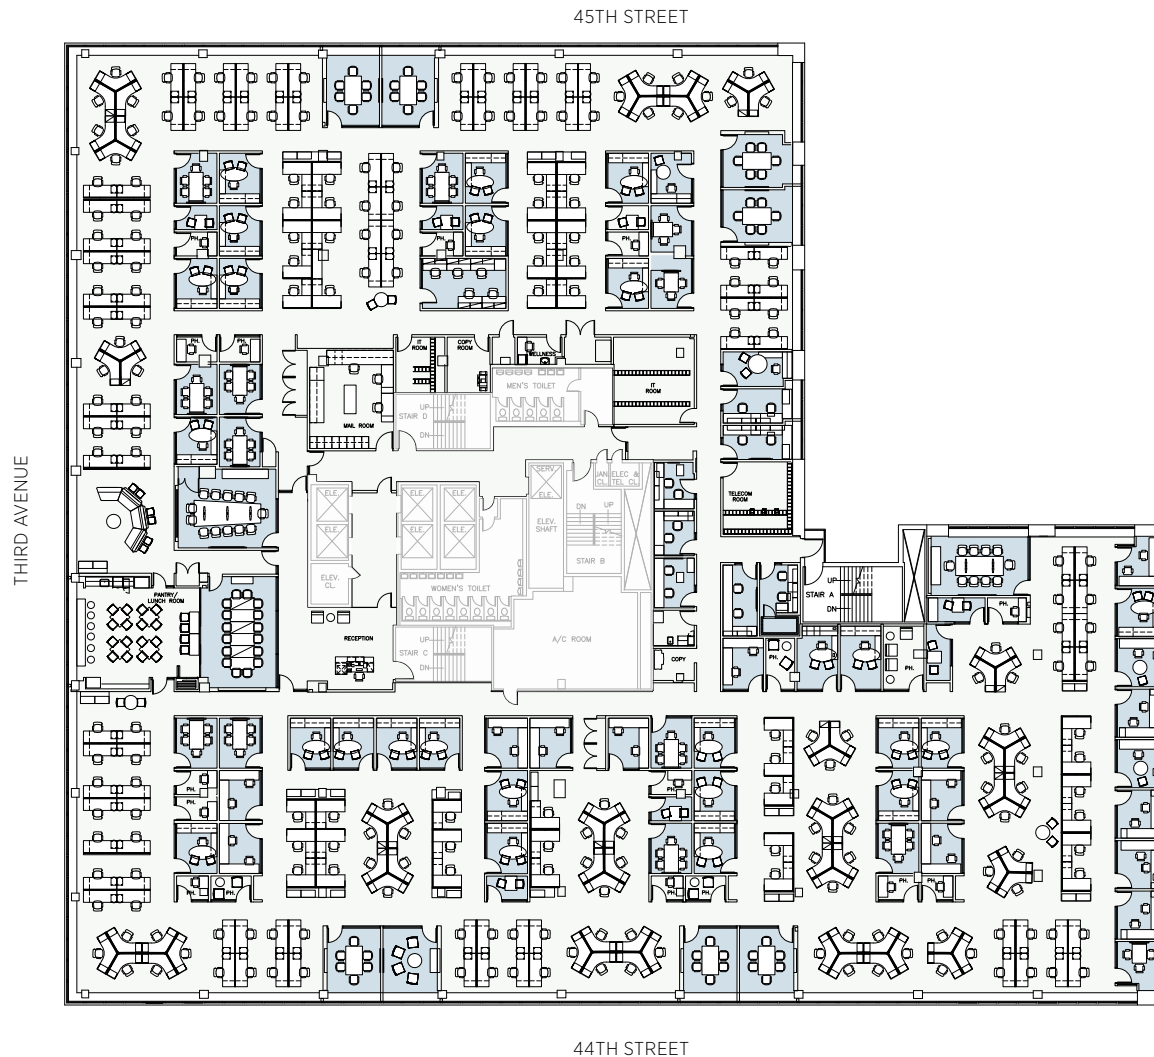 45TH STREET
THIRD AVENUE
PH.
PH.
PH.
PH.
PH.
IT
ROOM
COPY
ROOM
WELLNESS
MEN'S TOILET
IT
ROOM
MAIL ROOM
UP
STAIR D
DN
SERV.
ELE.
JAN.
CL.
ELEC &
TEL CL.
TELECOM
ROOM
ELE.
ELE.
ELE.
ELE.
ELE.
ELE.
ELEV.
SHAFT
DN
UP
STAIR B
ELEV.
CL.
WOMEN'S TOILET
PANTRY/
LUNCH ROOM
UP
STAIR A
DN
PH.
RECEPTION
UP
STAIR C
DN
A/C ROOM
COPY
PH.
PH.
PH.
PH.
PH.
PH.
PH.
PH.
PH.
PH.
PH.
44TH STREET